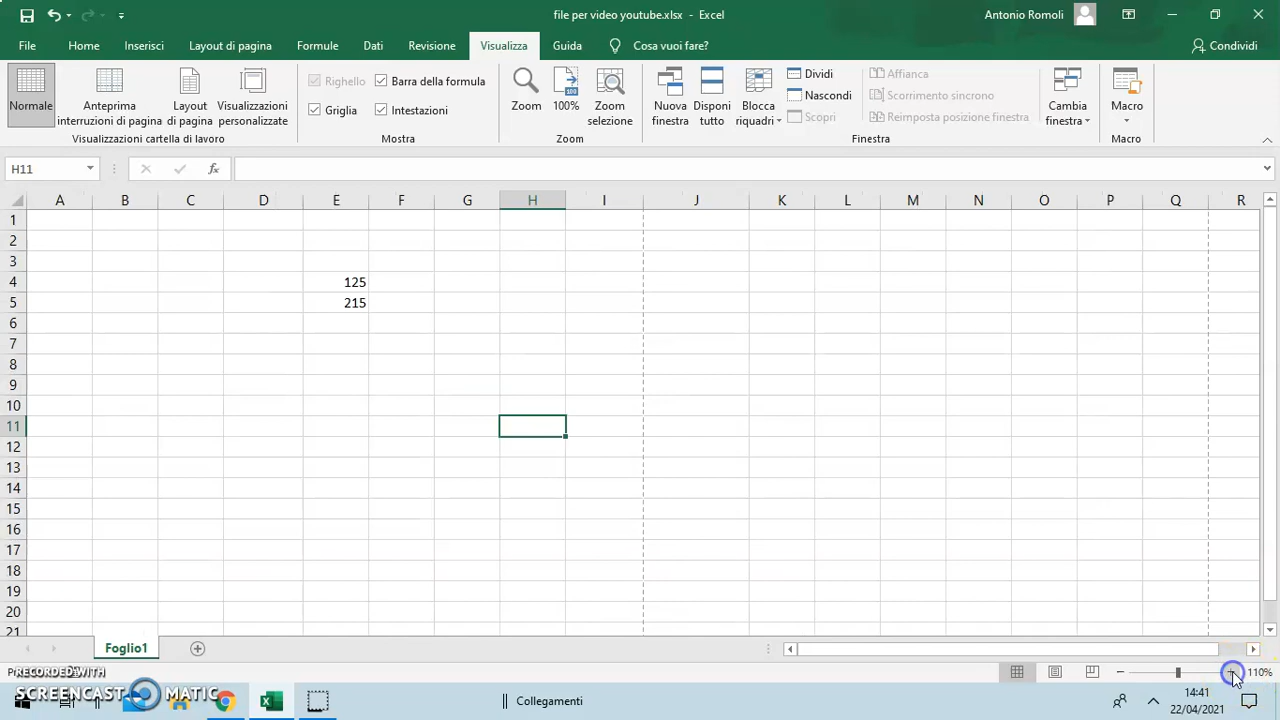 file per video youtube.xlsx - Excel
Antonio Romoli
File Home Inserisci Layout di pagina Formule Dati Revisione Visualizza Guida Cosa vuoi fare? Condividi
Normale
Anteprima interruzioni di pagina
Layout di pagina
Visualizzazioni personalizzate
Visualizzazioni cartella di lavoro
Righello
Barra della formula
Griglia
Intestazioni
Mostra
Zoom
100%
Zoom selezione
Zoom
Nuova finestra
Disponi tutto
Blocca riquadri
Dividi
Nascondi
Scopri
Affianca
Scorrimento sincrono
Reimposta posizione finestra
Cambia finestra
Finestra
Macro
Macro
H11
fx
A B C D E F G H I J K L M N O P Q R
1
2
3
4 125
5 215
6
7
8
9
10
11
12
13
14
15
16
17
18
19
20
21
Foglio1
110%
RECORDED WITH
SCREENCAST MATIC
Collegamenti
14:41
22/04/2021